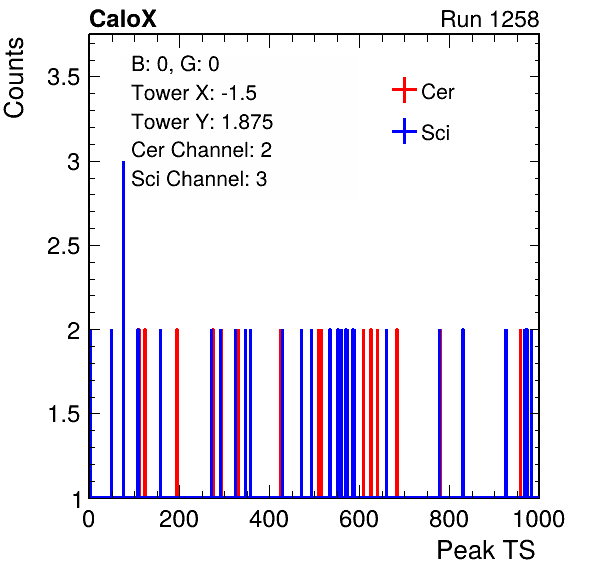 CaloX Run 1258
Counts
B: 0, G: 0
Tower X: -1.5
Tower Y: 1.875
Cer Channel: 2
Sci Channel: 3
Cer
Sci
3.5
3
2.5
2
1.5
1
0 200 400 600 800 1000
Peak TS